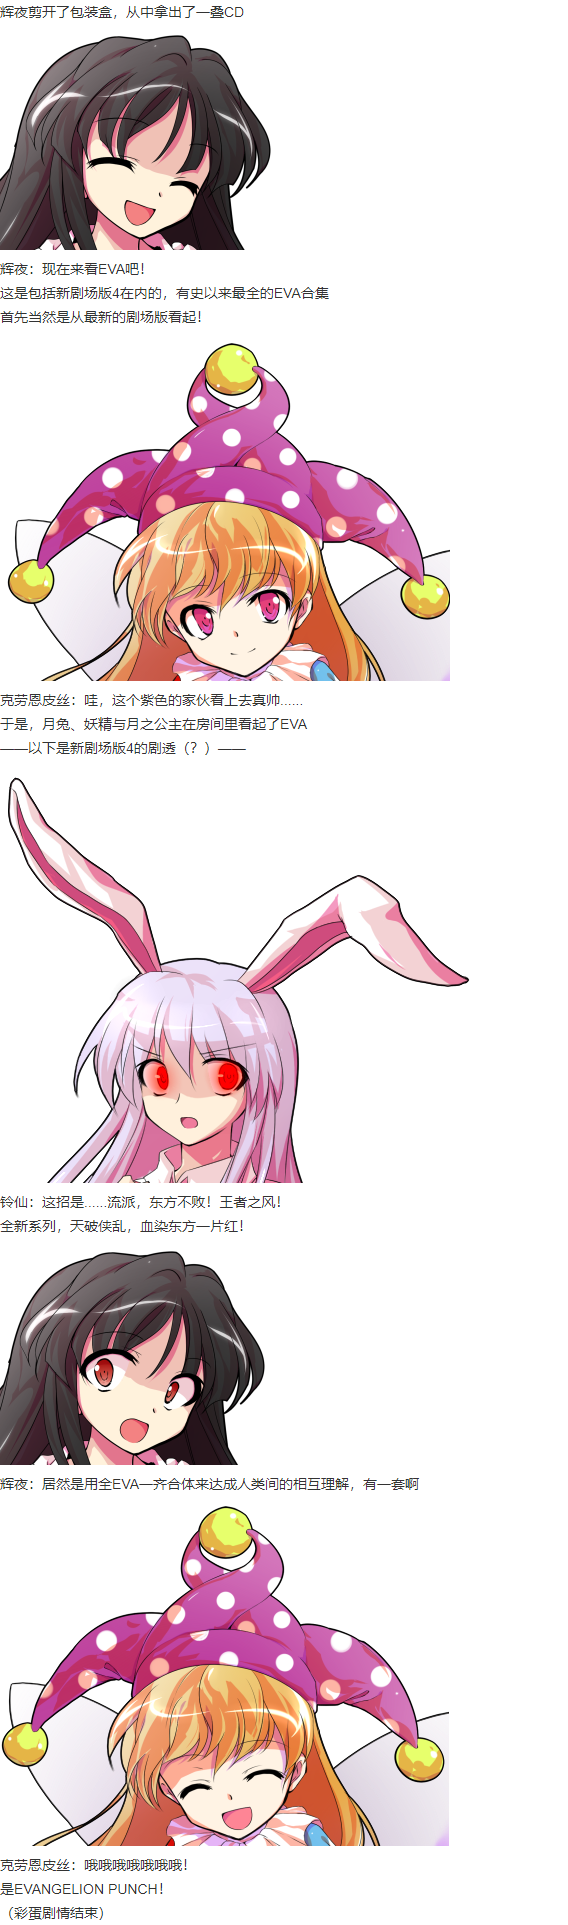 辉夜剪开了包装盒，从中拿出了一叠CD
辉夜：现在来看EVA吧！
这是包括新剧场版4在内的，有史以来最全的EVA合集
首先当然是从最新的剧场版看起！
克劳恩皮丝：哇，这个紫色的家伙看上去真帅......
于是，月兔、妖精与月之公主在房间里看起了EVA
——以下是新剧场版4的剧透（？）——
铃仙：这招是......流派，东方不败！王者之风！
全新系列，天破侠乱，血染东方一片红！
辉夜：居然是用全EVA一齐合体来达成人类间的相互理解，有一套啊
克劳恩皮丝：哦哦哦哦哦哦哦！
是EVANGELION PUNCH！
（彩蛋剧情结束）